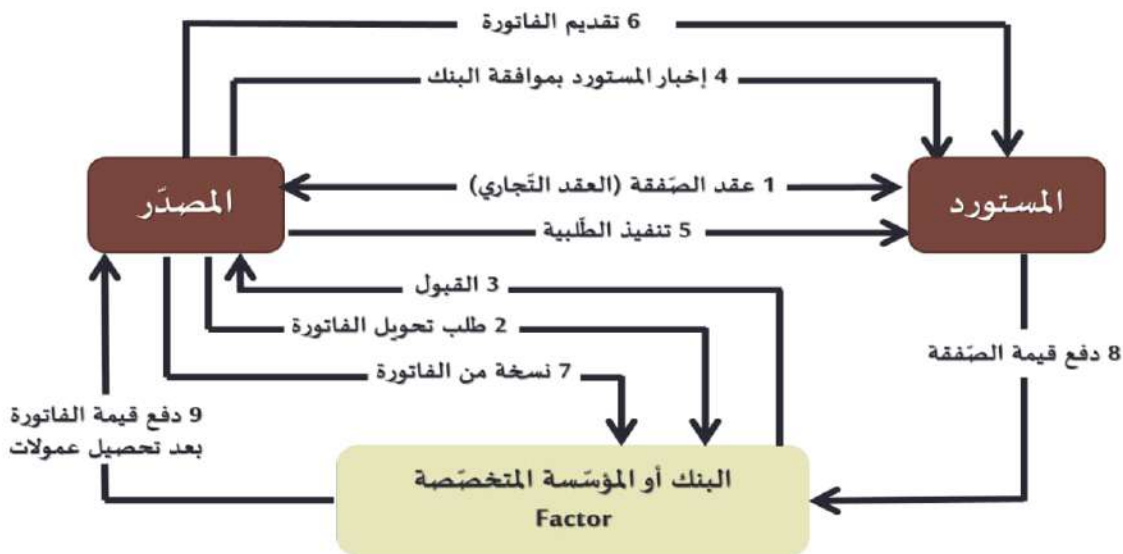 6 تقديم الفاتورة
4 إخبار المستورد بموافقة البنك
المصدّر
1 عقد الصّفقة (العقد التّجاري)
المستورد
5 تنفيذ الطّلبية
3 القبول
2 طلب تحويل الفاتورة
7 نسخة من الفاتورة
8 دفع قيمة الصّفقة
9 دفع قيمة الفاتورة
بعد تحصيل عمولات
البنك أو المؤسّسة المتخصّصة
Factor